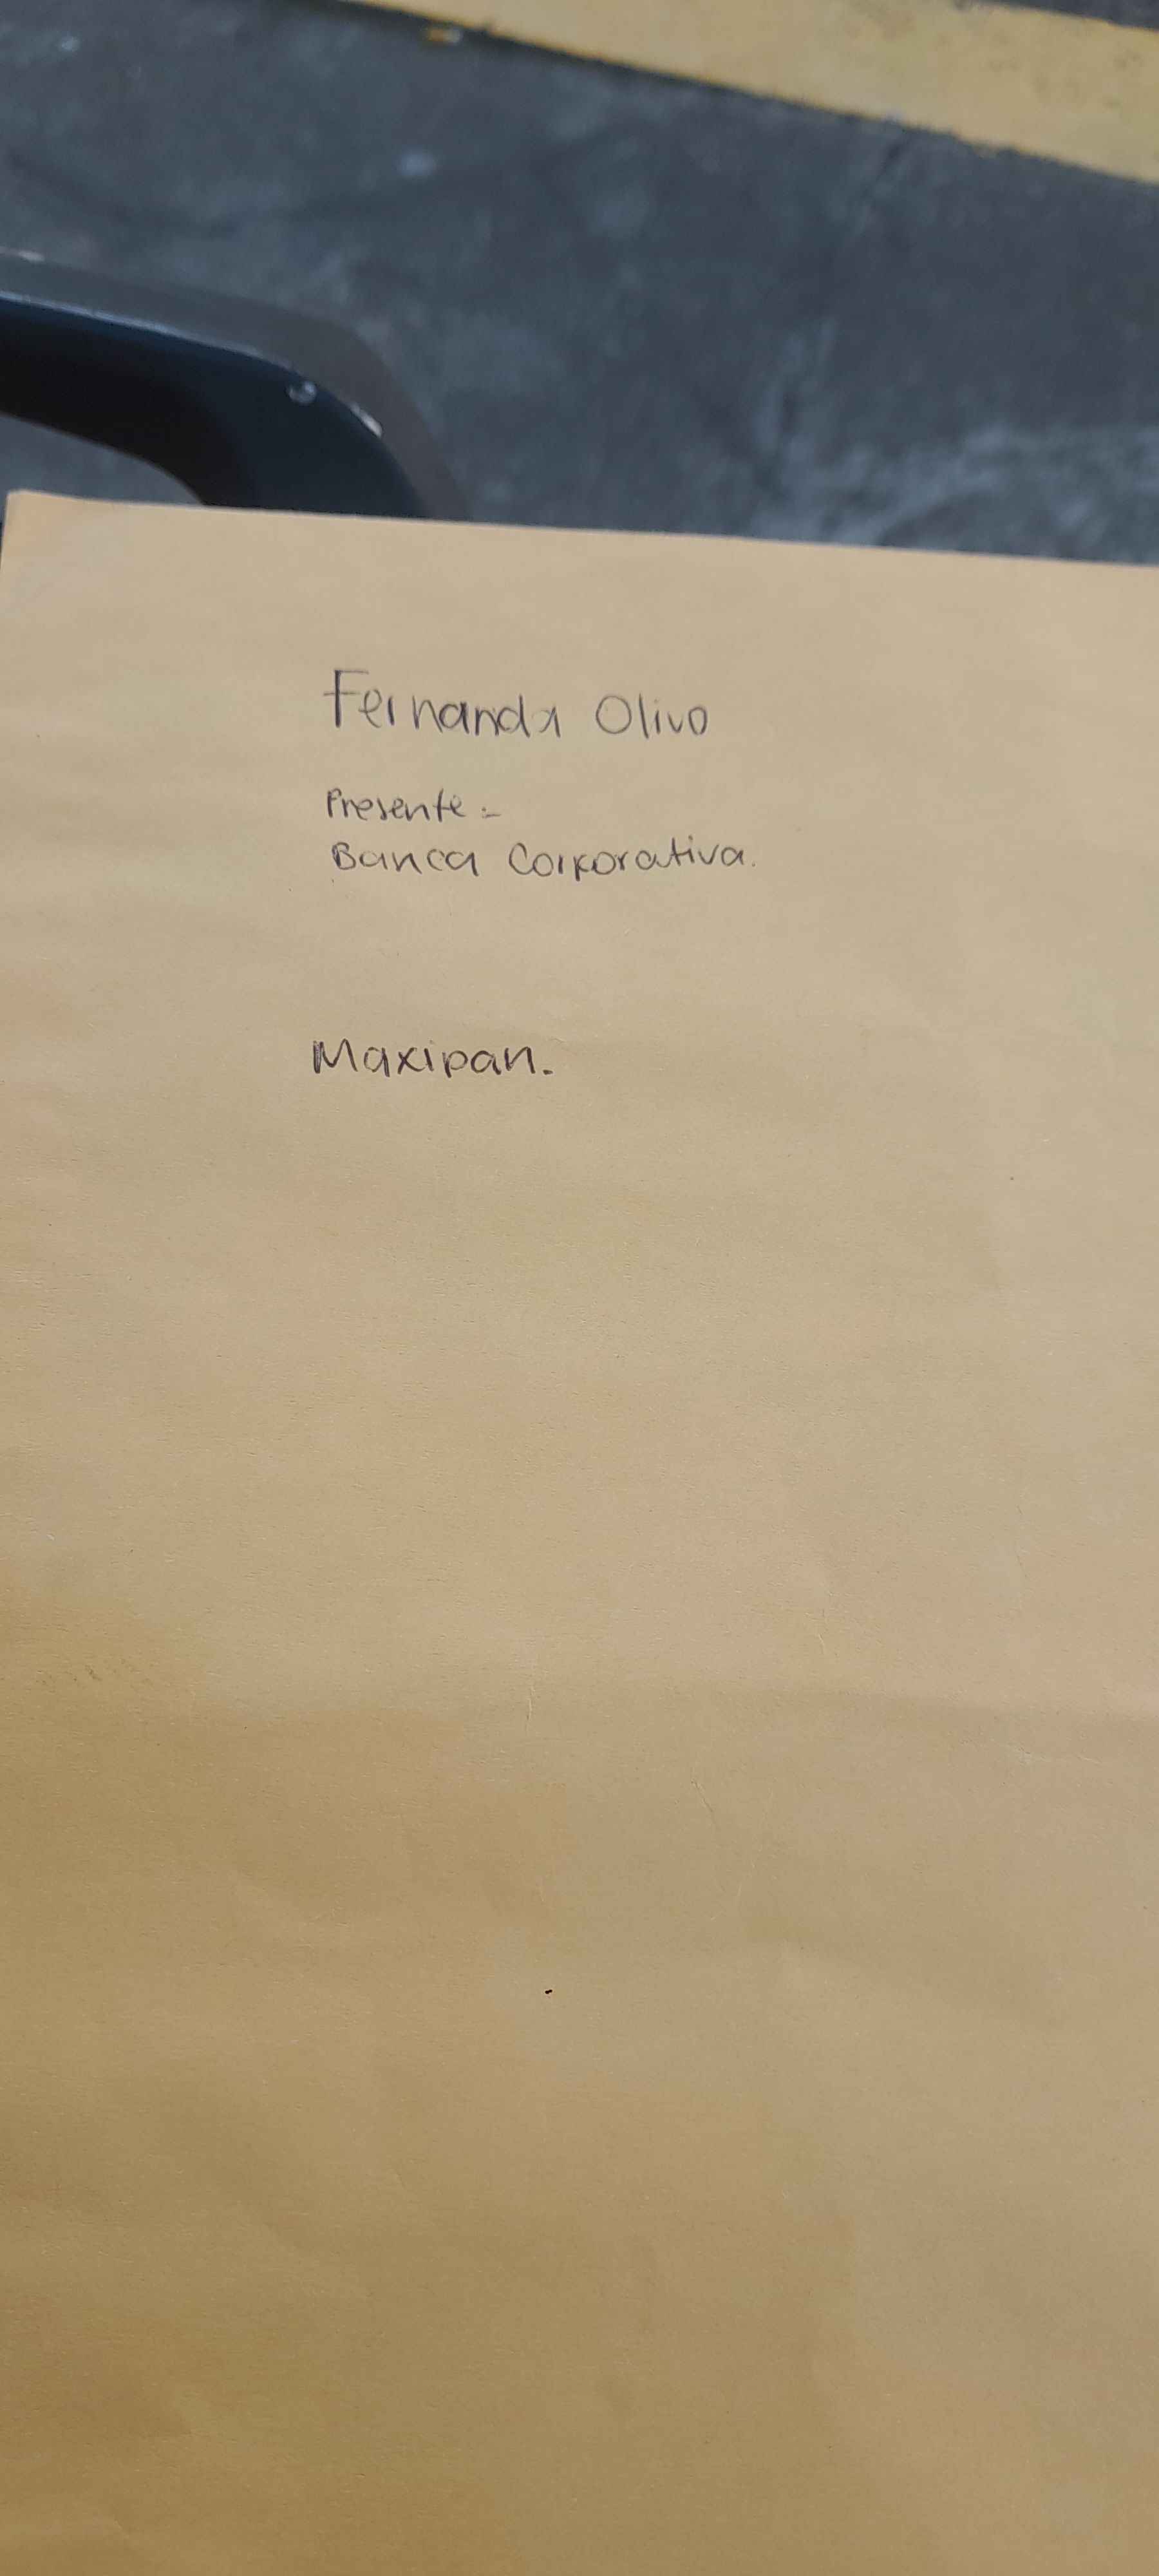 Fernanda Olivo
Presente:-
Banca Corporativa.
Maxipan.